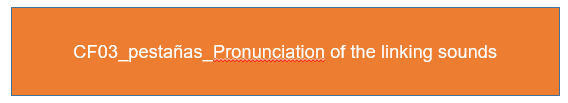 CF03_pestañas_Pronunciation of the linking sounds